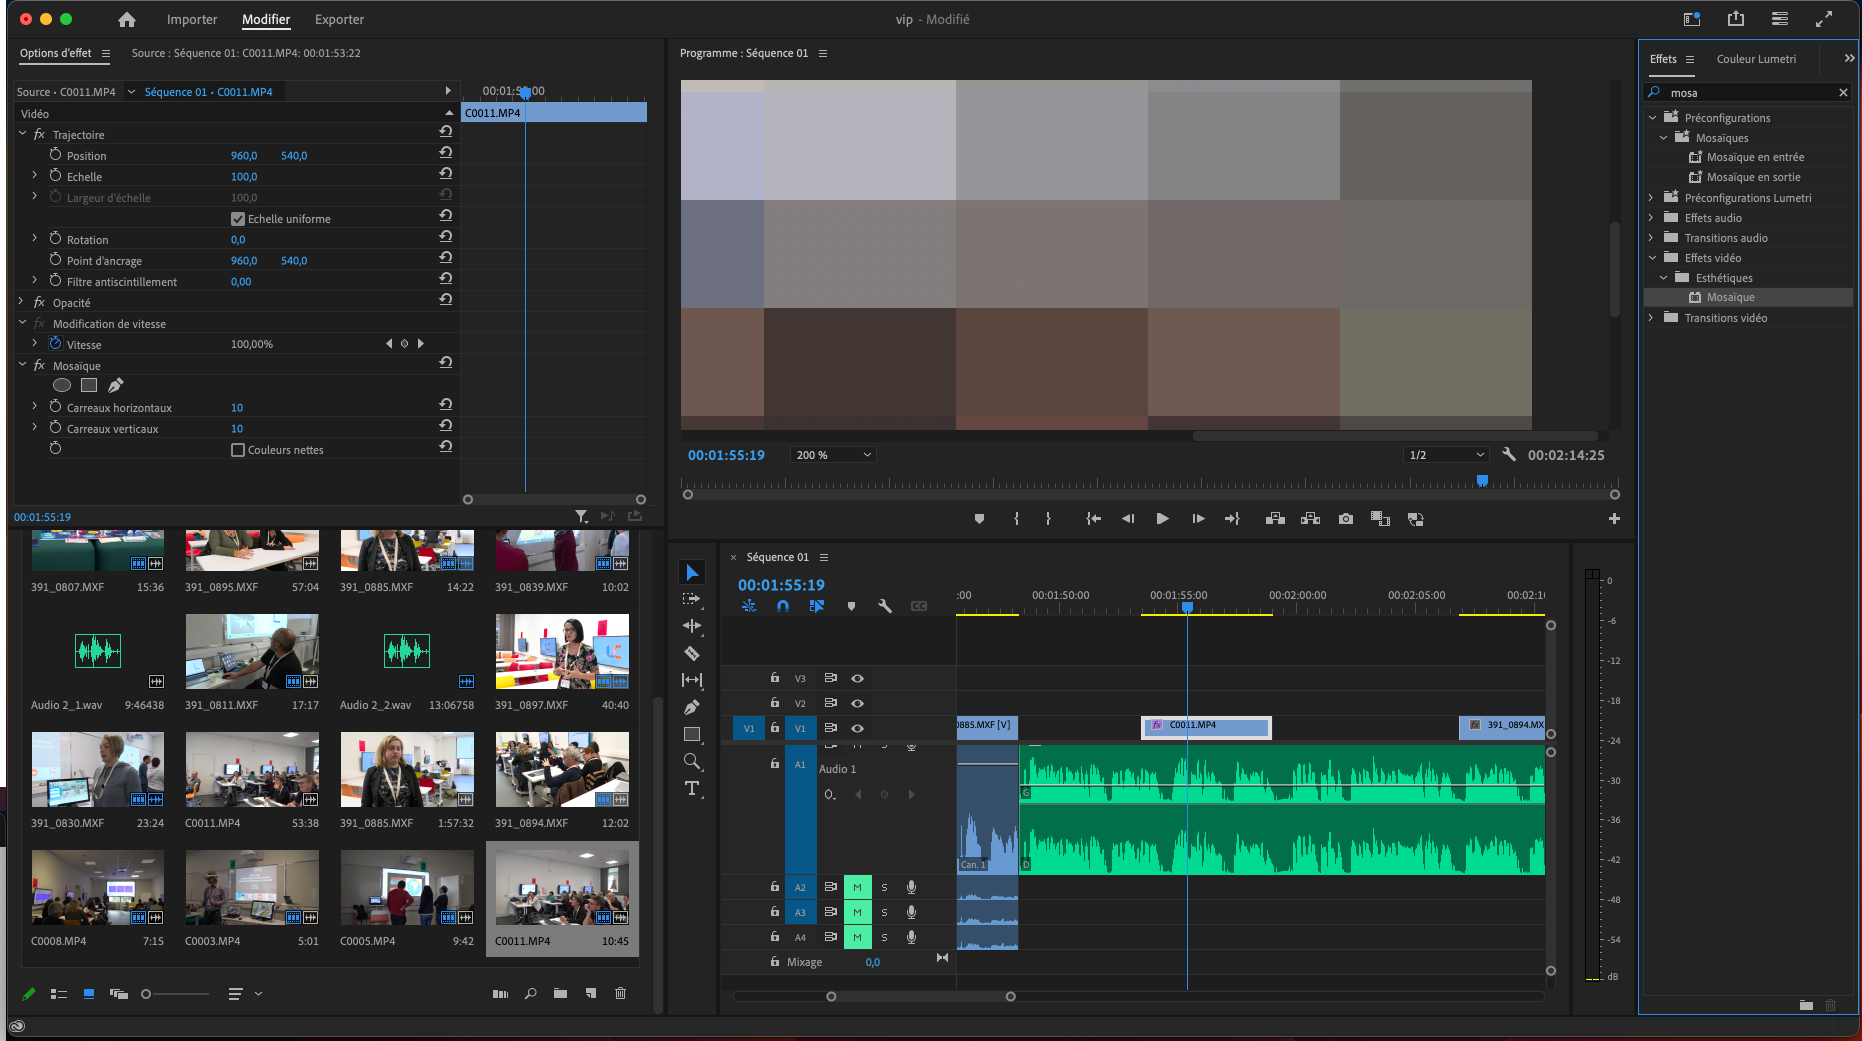 Importer
Modifier
Exporter
vip - Modifié
Options d'effet
Source : Séquence 01: C0011.MP4: 00:01:53:22
Source • C0011.MP4
Séquence 01 • C0011.MP4
00:01:5 00
Vidéo
C0011.MP4
fx Trajectoire
Position 960,0 540,0
Echelle 100,0
Largeur d'échelle 100,0
Echelle uniforme
Rotation 0,0
Point d'ancrage 960,0 540,0
Filtre antiscintillement 0,00
fx Opacité
fx Modification de vitesse
Vitesse 100,00%
fx Mosaïque
Carreaux horizontaux 10
Carreaux verticaux 10
Couleurs nettes
00:01:55:19
391_0807.MXF 15:36
391_0895.MXF 57:04
391_0885.MXF 14:22
391_0839.MXF 10:02
Audio 2_1.wav 9:46438
391_0811.MXF 17:17
Audio 2_2.wav 13:06758
391_0897.MXF 40:40
391_0830.MXF 23:24
C0011.MP4 53:38
391_0885.MXF 1:57:32
391_0894.MXF 12:02
C0008.MP4 7:15
C0003.MP4 5:01
C0005.MP4 9:42
C0011.MP4 10:45
Programme : Séquence 01
00:01:55:19
200 %
1/2
00:02:14:25
× Séquence 01
00:01:55:19
CC
:00
00:01:50:00
00:01:55:00
00:02:00:00
00:02:05:00
00:02:10
V3
V2
V1 V1
0885.MXF [V]
fx C0011.MP4
fx 391_0894.MX
A1
M S
Audio 1
G
D
Can. 1
A2 M S
A3 M S
A4 M S
Mixage 0,0
0
-6
-12
-18
-24
-30
-36
-42
-48
-54
dB
Effets
Couleur Lumetri
mosa
Préconfigurations
Mosaïques
Mosaïque en entrée
Mosaïque en sortie
Préconfigurations Lumetri
Effets audio
Transitions audio
Effets vidéo
Esthétiques
Mosaïque
Transitions vidéo